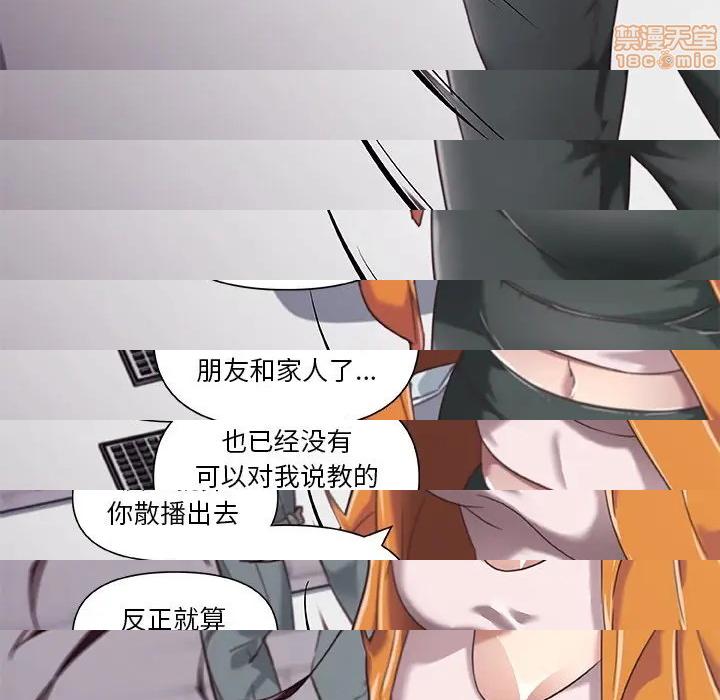 禁漫天堂
18comic
朋友和家人了...
也已经没有
可以对我说教的
你散播出去
反正就算